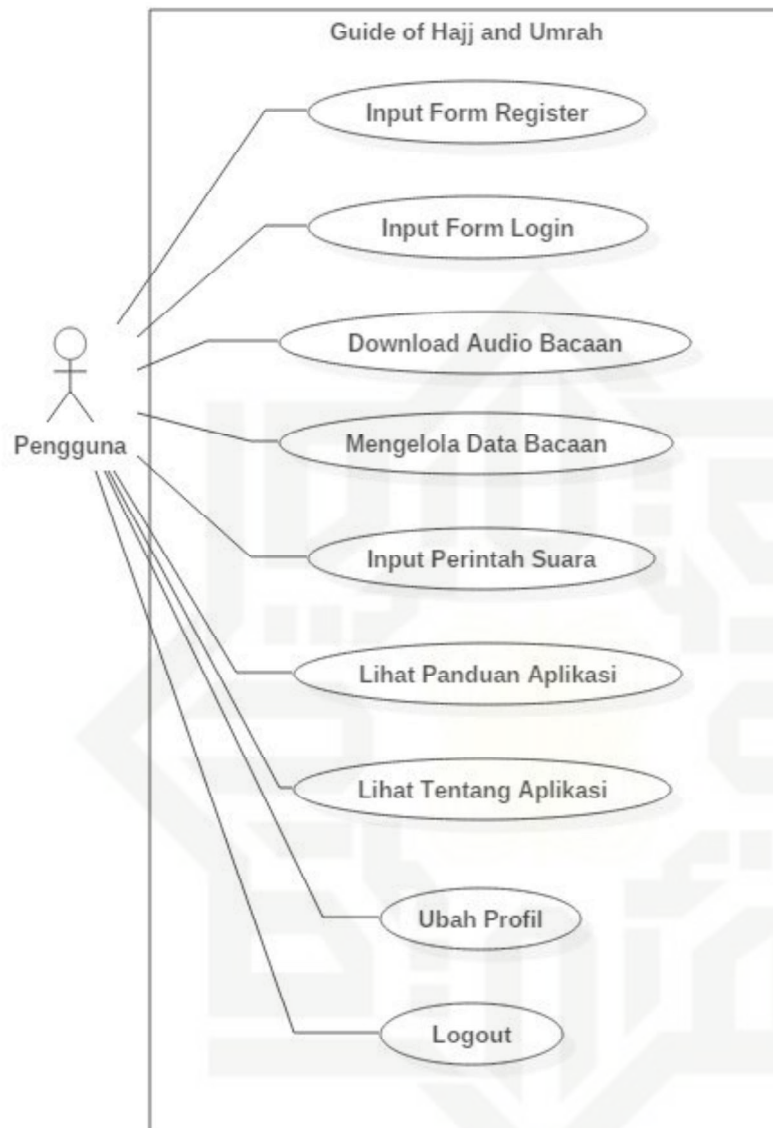 Guide of Hajj and Umrah
Input Form Register
Input Form Login
Download Audio Bacaan
Pengguna
Mengelola Data Bacaan
Input Perintah Suara
Lihat Panduan Aplikasi
Lihat Tentang Aplikasi
Ubah Profil
Logout